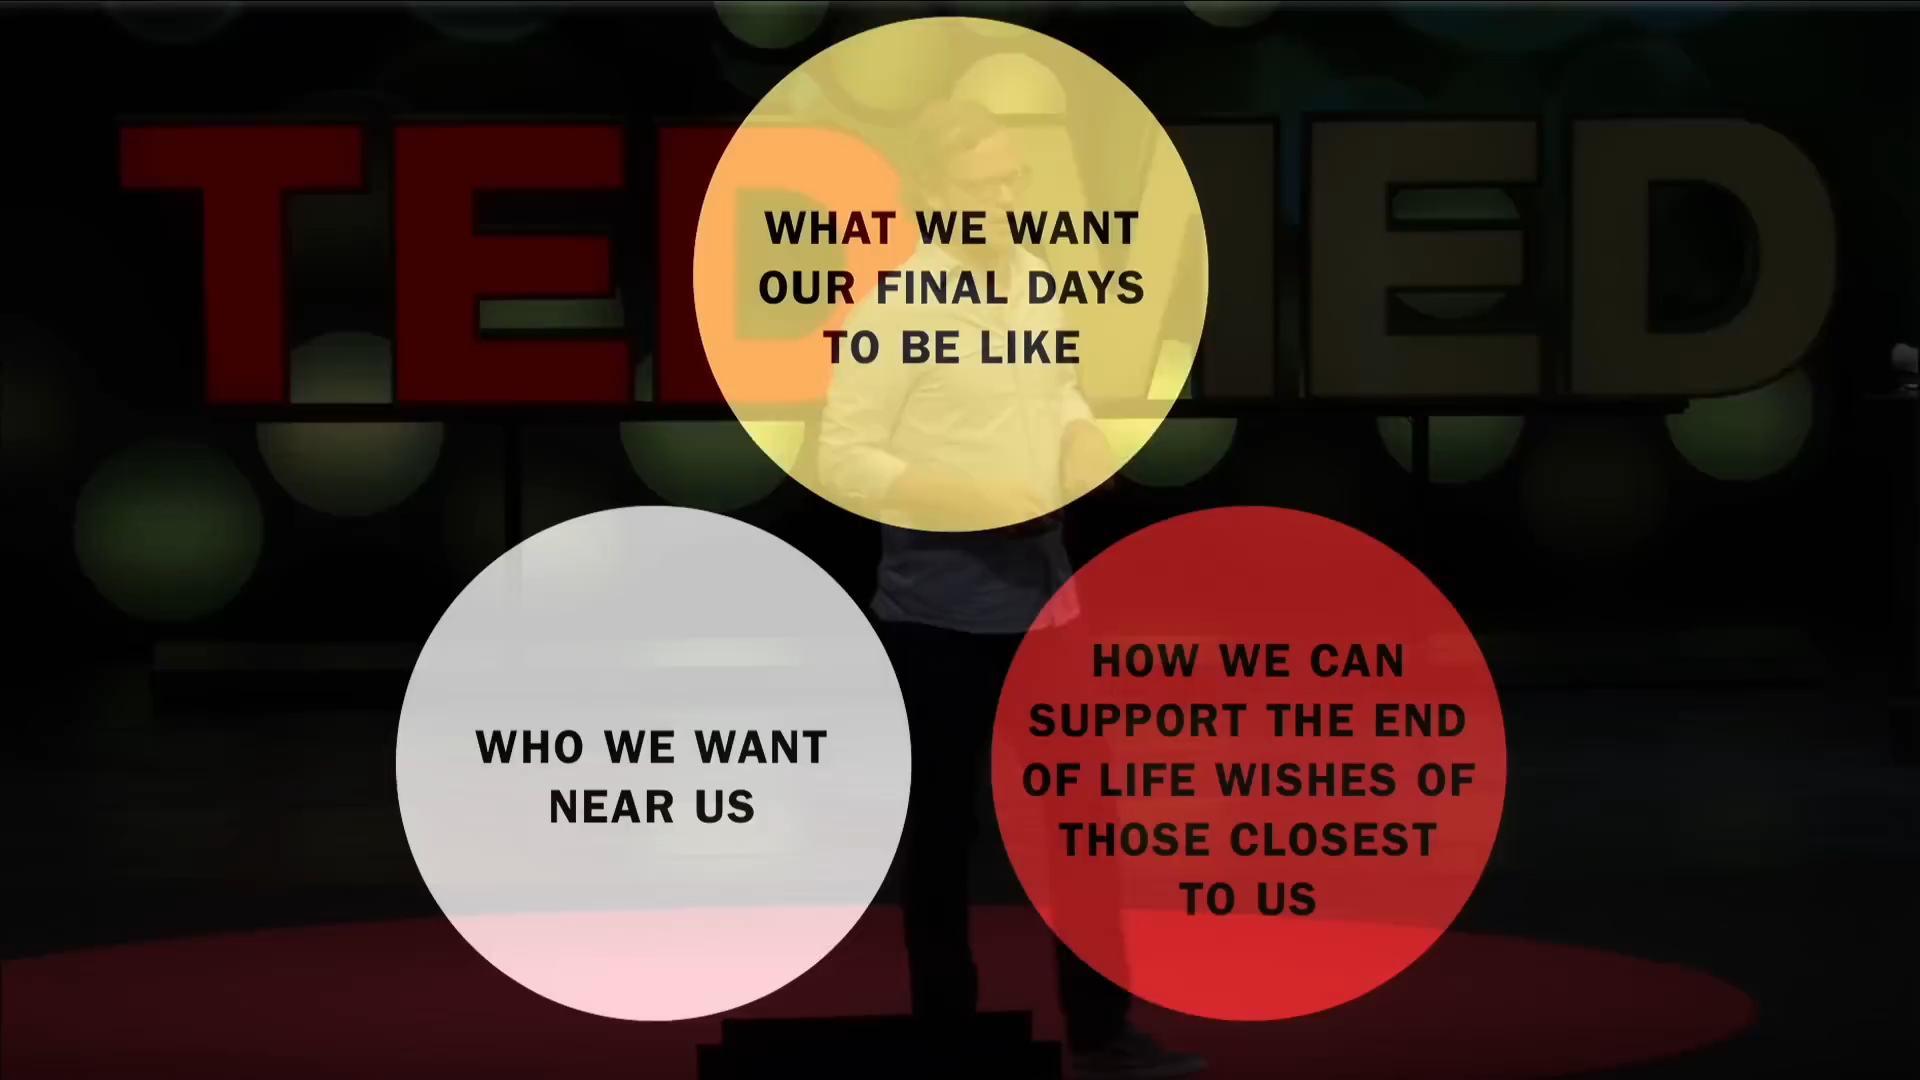 TEDMED
WHAT WE WANT
OUR FINAL DAYS
TO BE LIKE
WHO WE WANT
NEAR US
HOW WE CAN
SUPPORT THE END
OF LIFE WISHES OF
THOSE CLOSEST
TO US